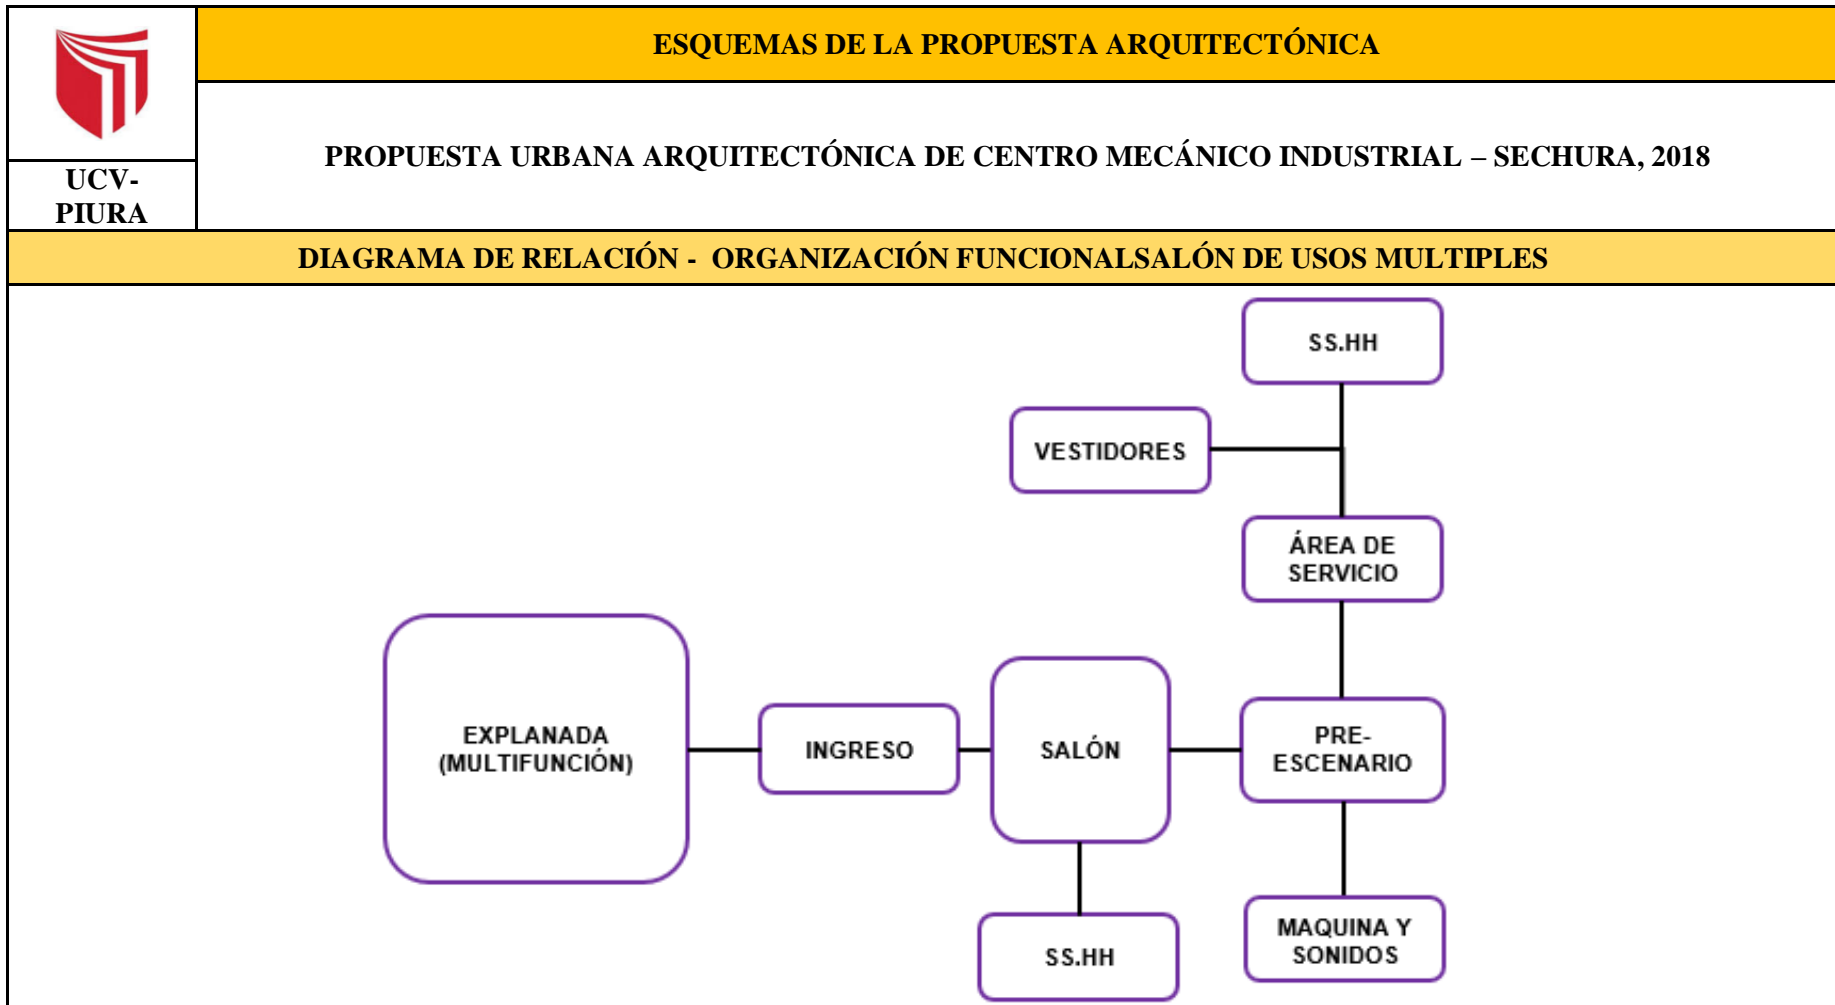 ESQUEMAS DE LA PROPUESTA ARQUITECTÓNICA
PROPUESTA URBANA ARQUITECTÓNICA DE CENTRO MECÁNICO INDUSTRIAL – SECHURA, 2018
UCV-
PIURA
DIAGRAMA DE RELACIÓN - ORGANIZACIÓN FUNCIONALSALÓN DE USOS MULTIPLES
SS.HH
VESTIDORES
ÁREA DE
SERVICIO
EXPLANADA
(MULTIFUNCIÓN)
INGRESO
SALÓN
PRE-
ESCENARIO
SS.HH
MAQUINA Y
SONIDOS